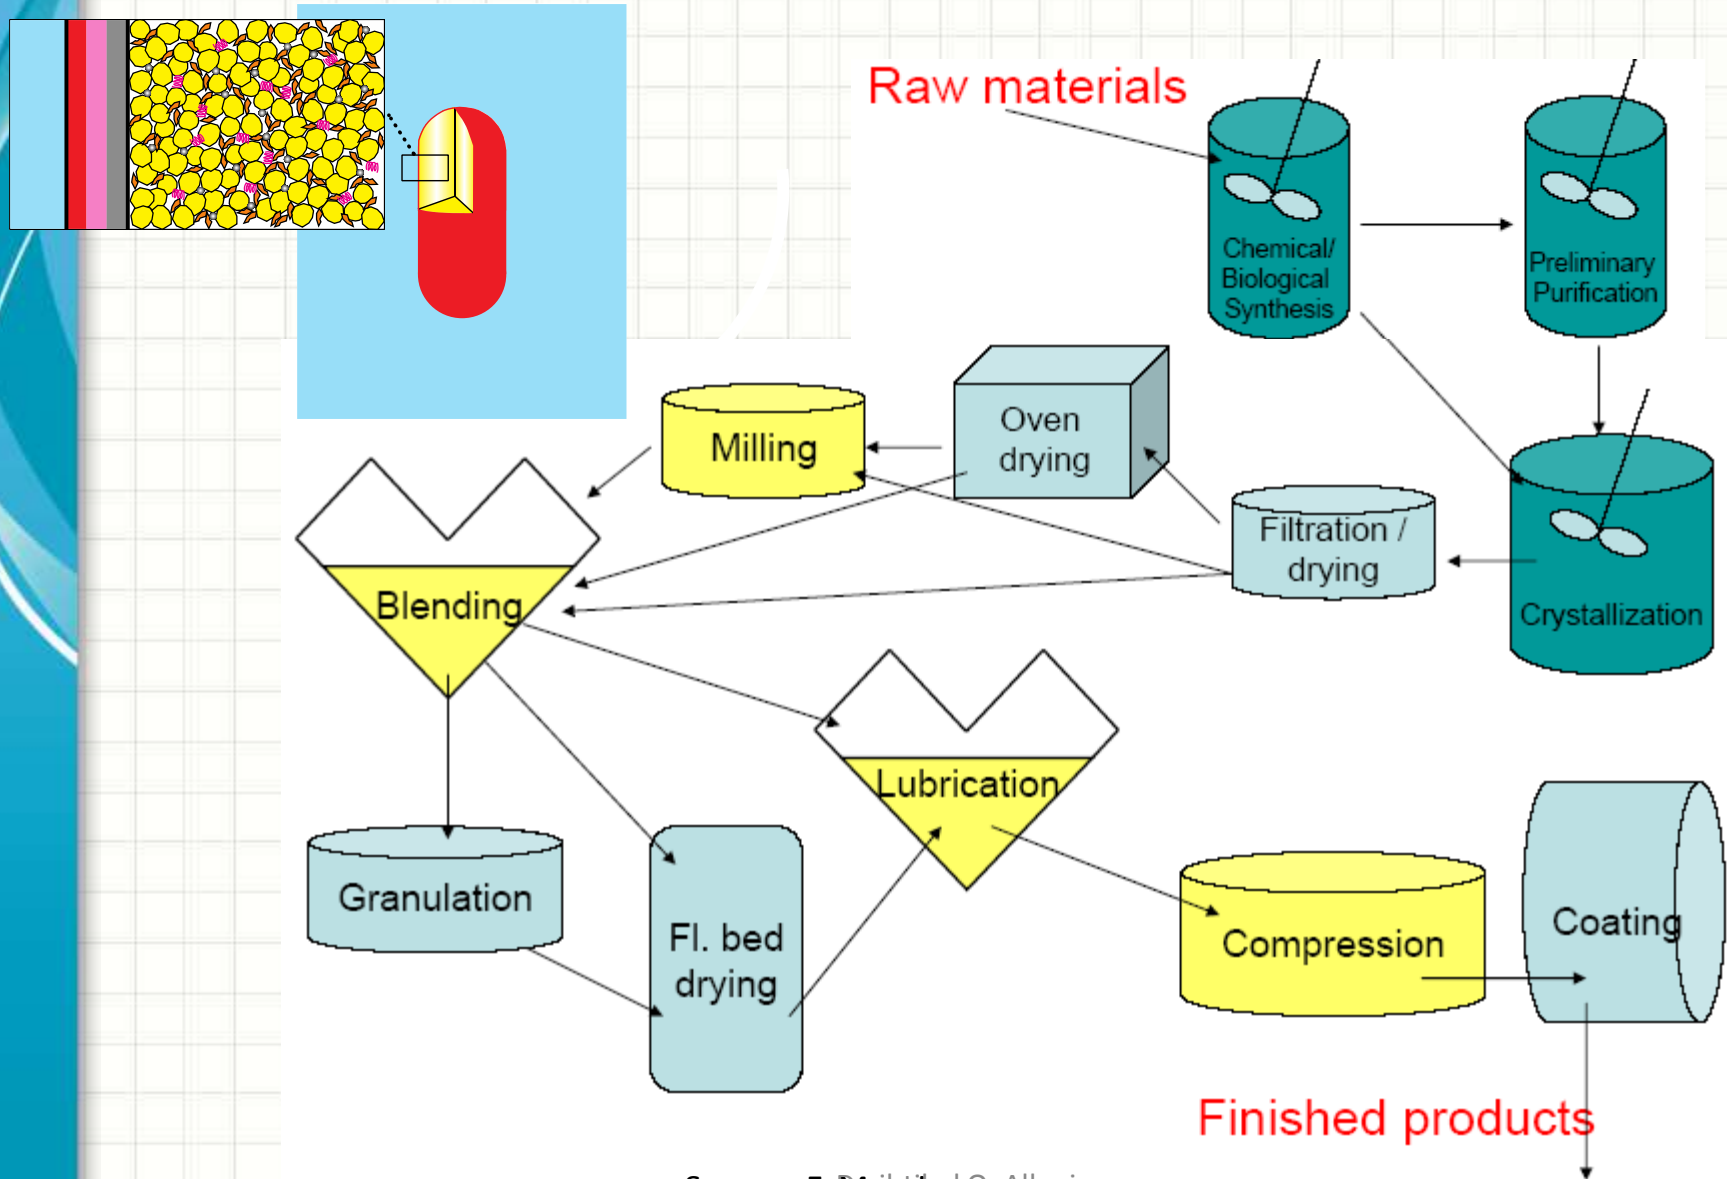 Raw materials
Chemical/
Biological
Synthesis
Preliminary
Purification
Oven
drying
Milling
Filtration /
drying
Crystallization
Blending
Lubrication
Granulation
Fl. bed
drying
Compression
Coating
Finished products